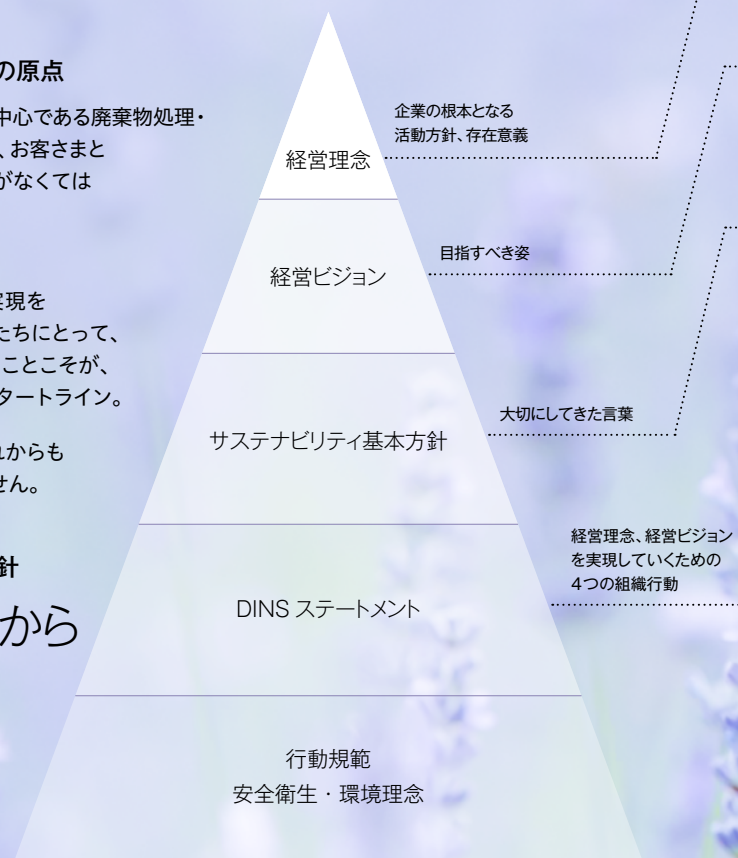 の原点
中心である廃棄物処理・
、お客さまと
がなくては
実現を
たちにとって、
ことこそが、
タートライン。
れからも
せん。
針
から
経営理念
企業の根本となる
活動方針、存在意義
経営ビジョン
目指すべき姿
サステナビリティ基本方針
大切にしてきた言葉
DINS ステートメント
経営理念、経営ビジョン
を実現していくための
4つの組織行動
行動規範
安全衛生・環境理念